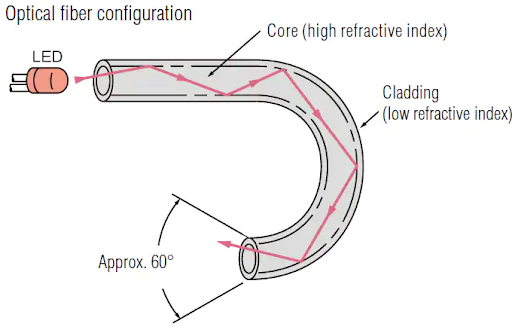 Optical fiber configuration
LED
Core (high refractive index)
Cladding
(low refractive index)
Approx. 60°